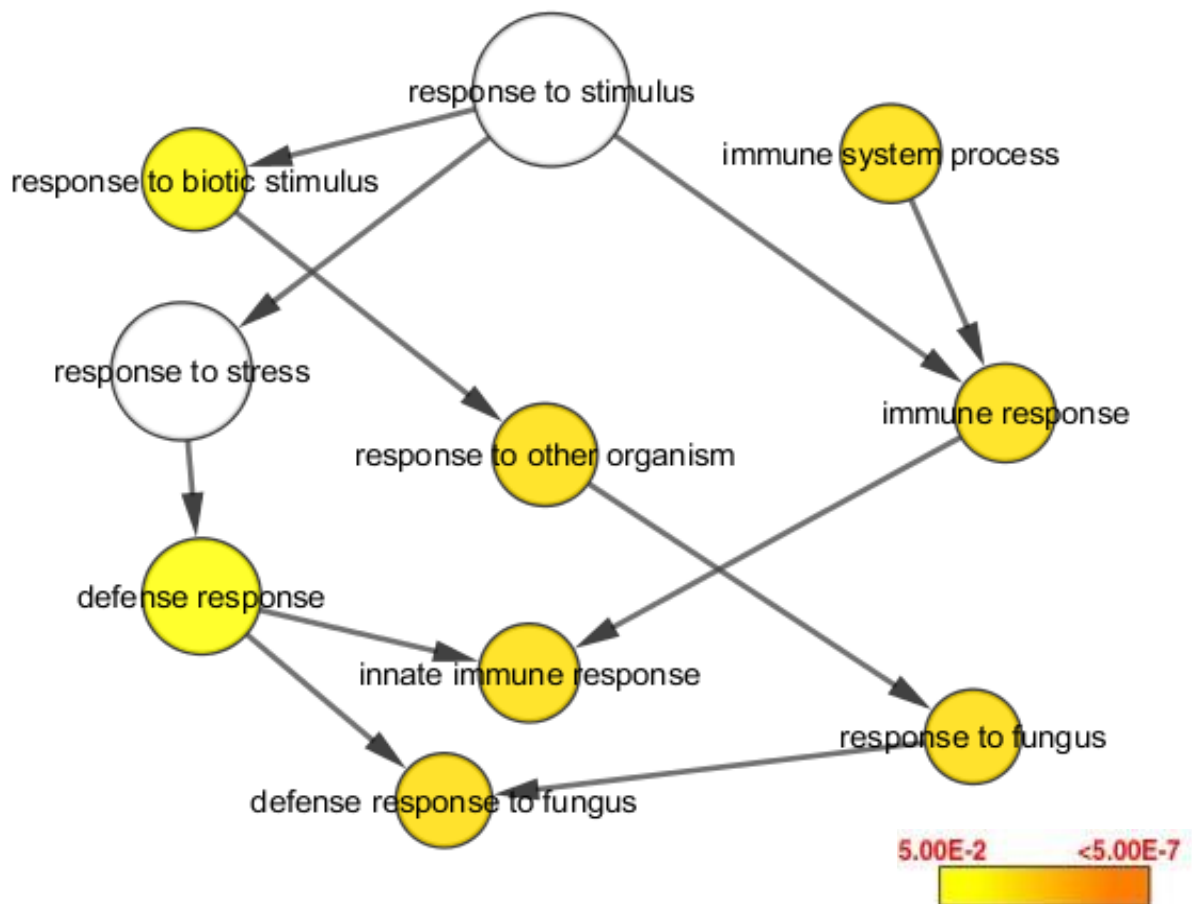 response to stimulus
immune system process
response to biotic stimulus
response to stress
immune response
response to other organism
defense response
innate immune response
response to fungus
defense response to fungus
5.00E-2 <5.00E-7